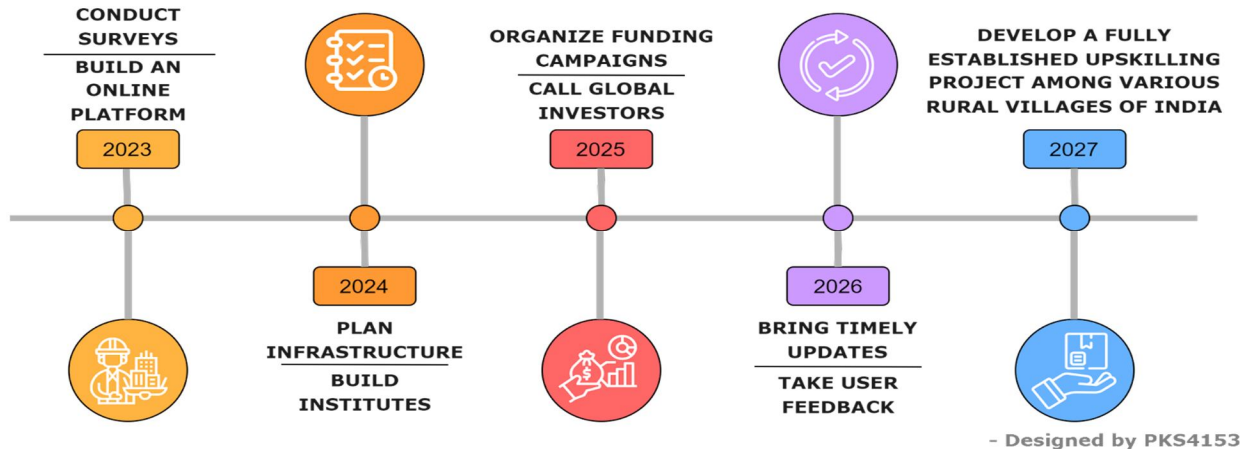 CONDUCT
SURVEYS
BUILD AN
ONLINE
PLATFORM
2023
2024
PLAN
INFRASTRUCTURE
BUILD
INSTITUTES
ORGANIZE FUNDING
CAMPAIGNS
CALL GLOBAL
INVESTORS
2025
2026
BRING TIMELY
UPDATES
TAKE USER
FEEDBACK
DEVELOP A FULLY
ESTABLISHED UPSKILLING
PROJECT AMONG VARIOUS
RURAL VILLAGES OF INDIA
2027
$
- Designed by PKS4153